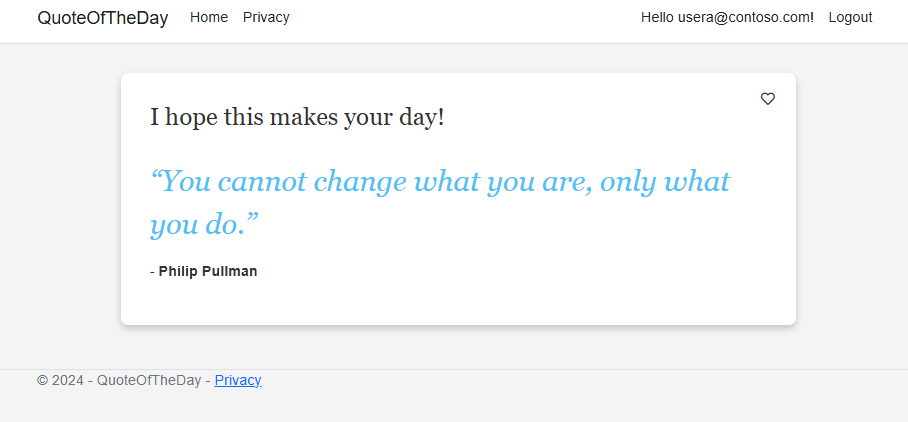 QuoteOfTheDay Home Privacy Hello usera@contoso.com! Logout
I hope this makes your day!
“You cannot change what you are, only what
you do.”
- Philip Pullman
© 2024 - QuoteOfTheDay - Privacy